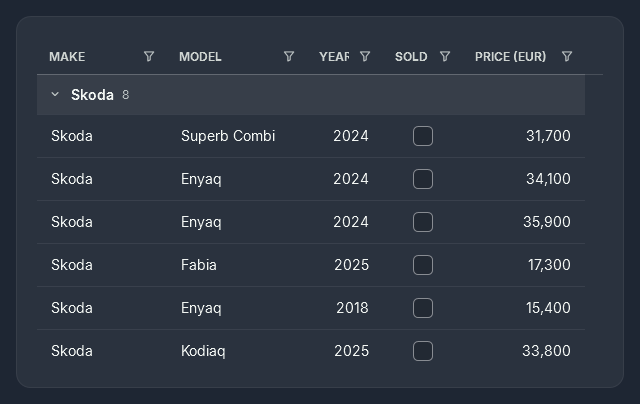 MAKE MODEL YEAR SOLD PRICE (EUR)
Skoda 8
Skoda Superb Combi 2024 31,700
Skoda Enyaq 2024 34,100
Skoda Enyaq 2024 35,900
Skoda Fabia 2025 17,300
Skoda Enyaq 2018 15,400
Skoda Kodiaq 2025 33,800